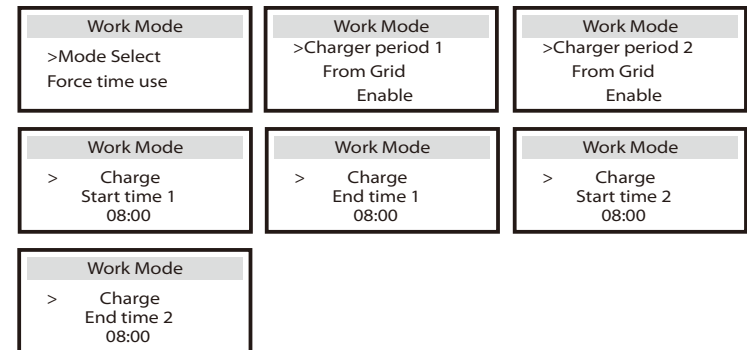 Work Mode
>Mode Select
Force time use
Work Mode
>Charger period 1
From Grid
Enable
Work Mode
>Charger period 2
From Grid
Enable
Work Mode
> Charge
Start time 1
08:00
Work Mode
> Charge
End time 1
08:00
Work Mode
> Charge
Start time 2
08:00
Work Mode
> Charge
End time 2
08:00